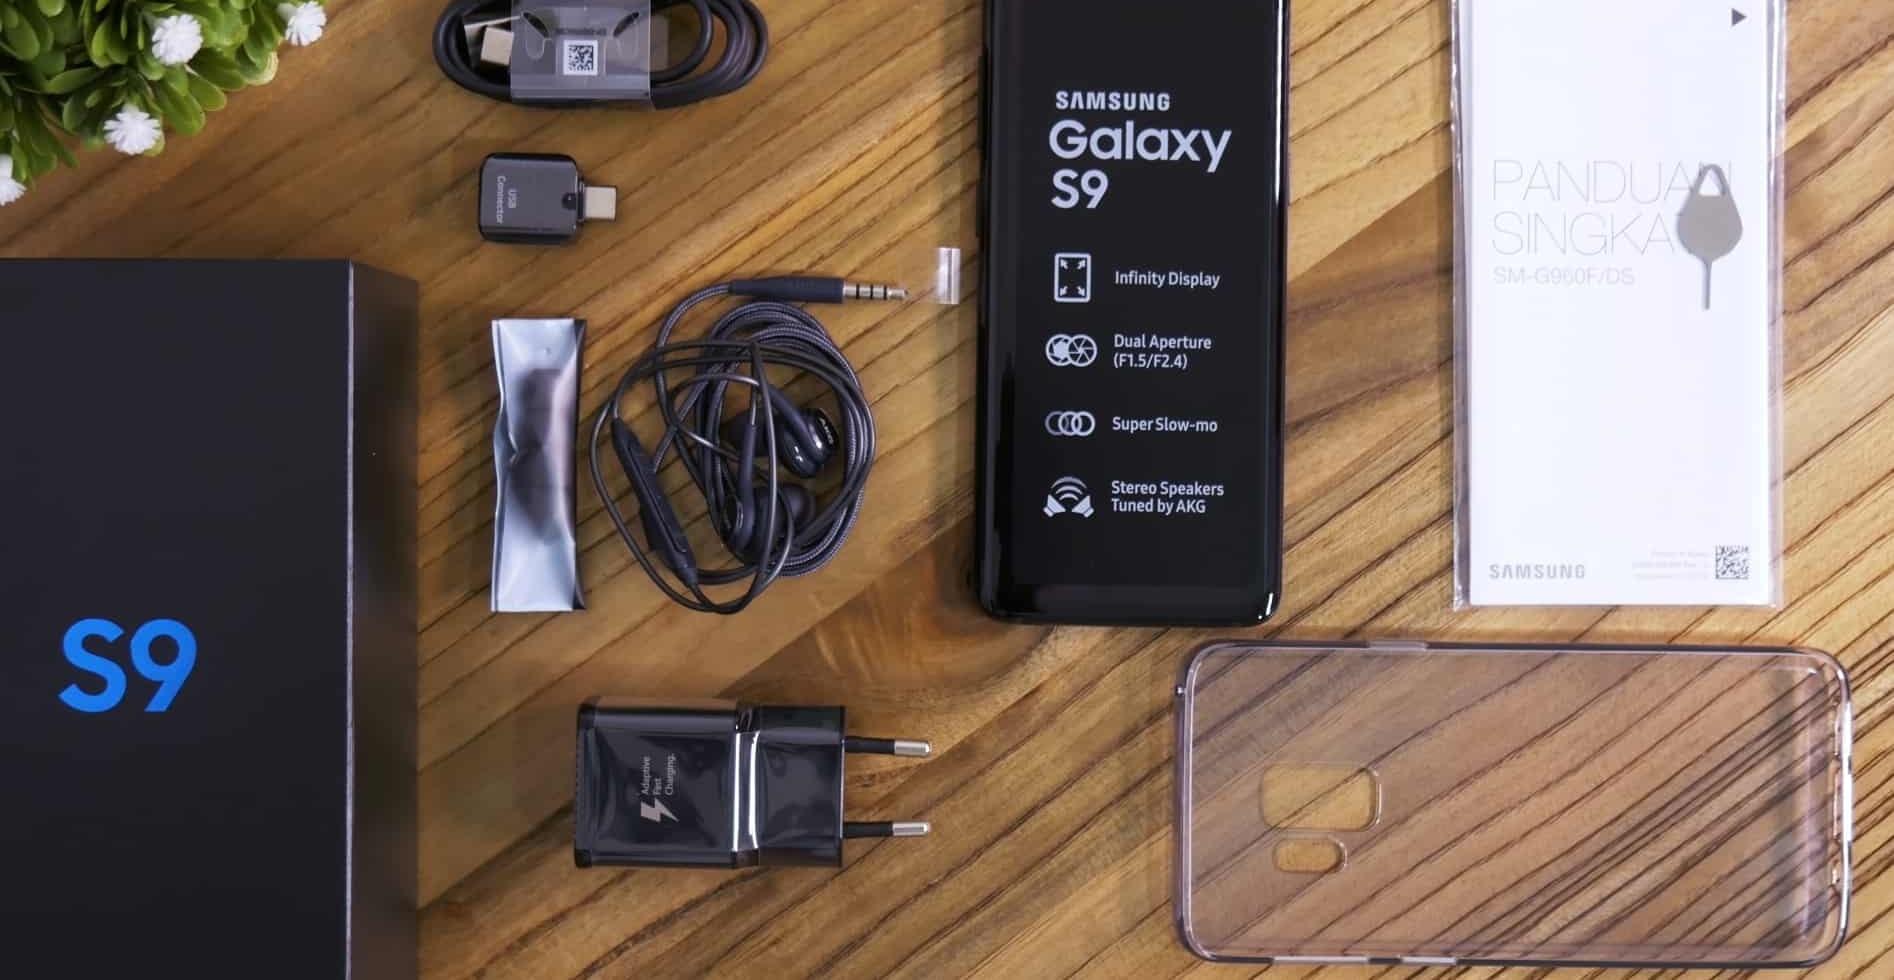 USB
Connector
S9
Adaptive
Fast
Charging.
AKG
SAMSUNG
Galaxy
S9
Infinity Display
Dual Aperture
(F1.5/F2.4)
Super Slow-mo
Stereo Speakers
Tuned by AKG
PANDUAN
SINGKA
SM-G960F/DS
SAMSUNG